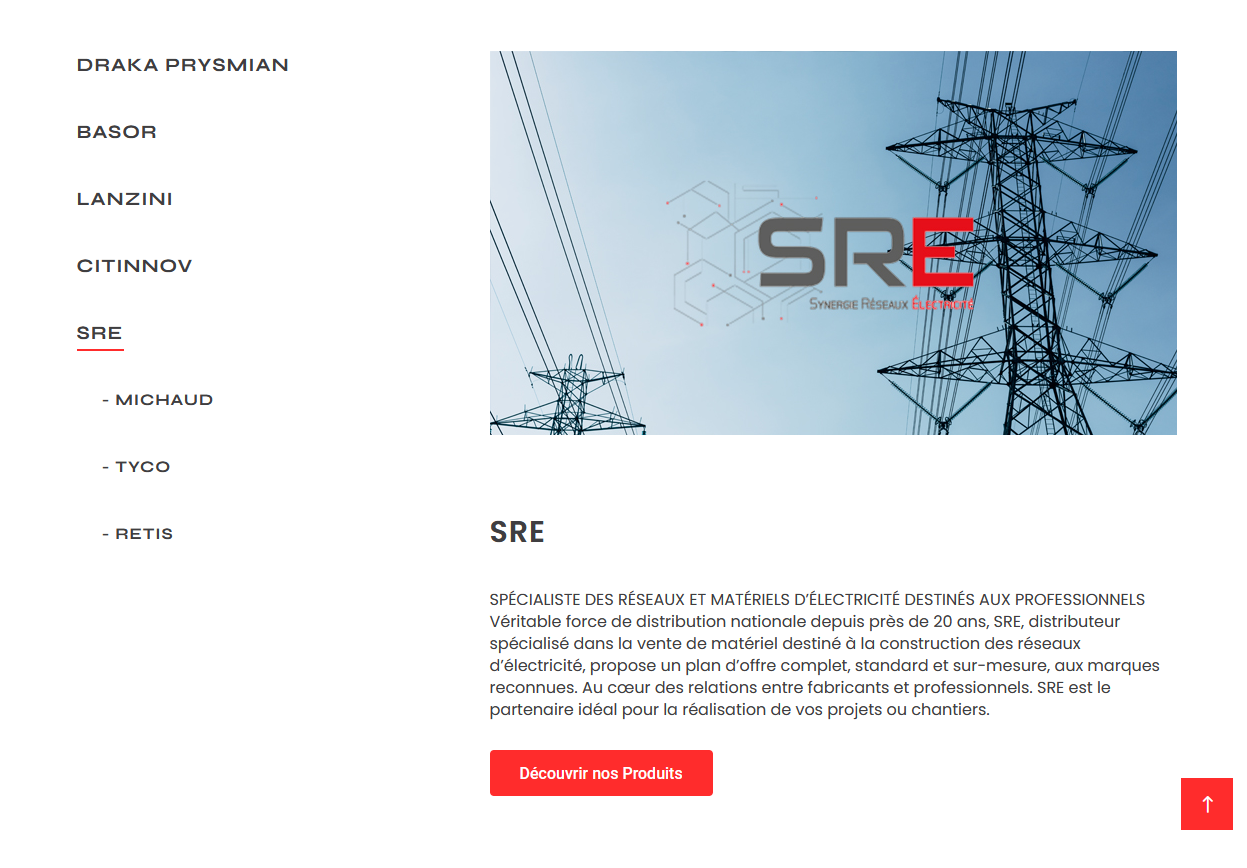 DRAKA PRYSMIAN
BASOR
LANZINI
CITINNOV
SRE
- MICHAUD
- TYCO
- RETIS
SRE
SYNERGIE RÉSEAUX ÉLECTRICITÉ
SRE
SPÉCIALISTE DES RÉSEAUX ET MATÉRIELS D’ÉLECTRICITÉ DESTINÉS AUX PROFESSIONNELS
Véritable force de distribution nationale depuis près de 20 ans, SRE, distributeur
spécialisé dans la vente de matériel destiné à la construction des réseaux
d’électricité, propose un plan d’offre complet, standard et sur-mesure, aux marques
reconnues. Au cœur des relations entre fabricants et professionnels. SRE est le
partenaire idéal pour la réalisation de vos projets ou chantiers.
Découvrir nos Produits